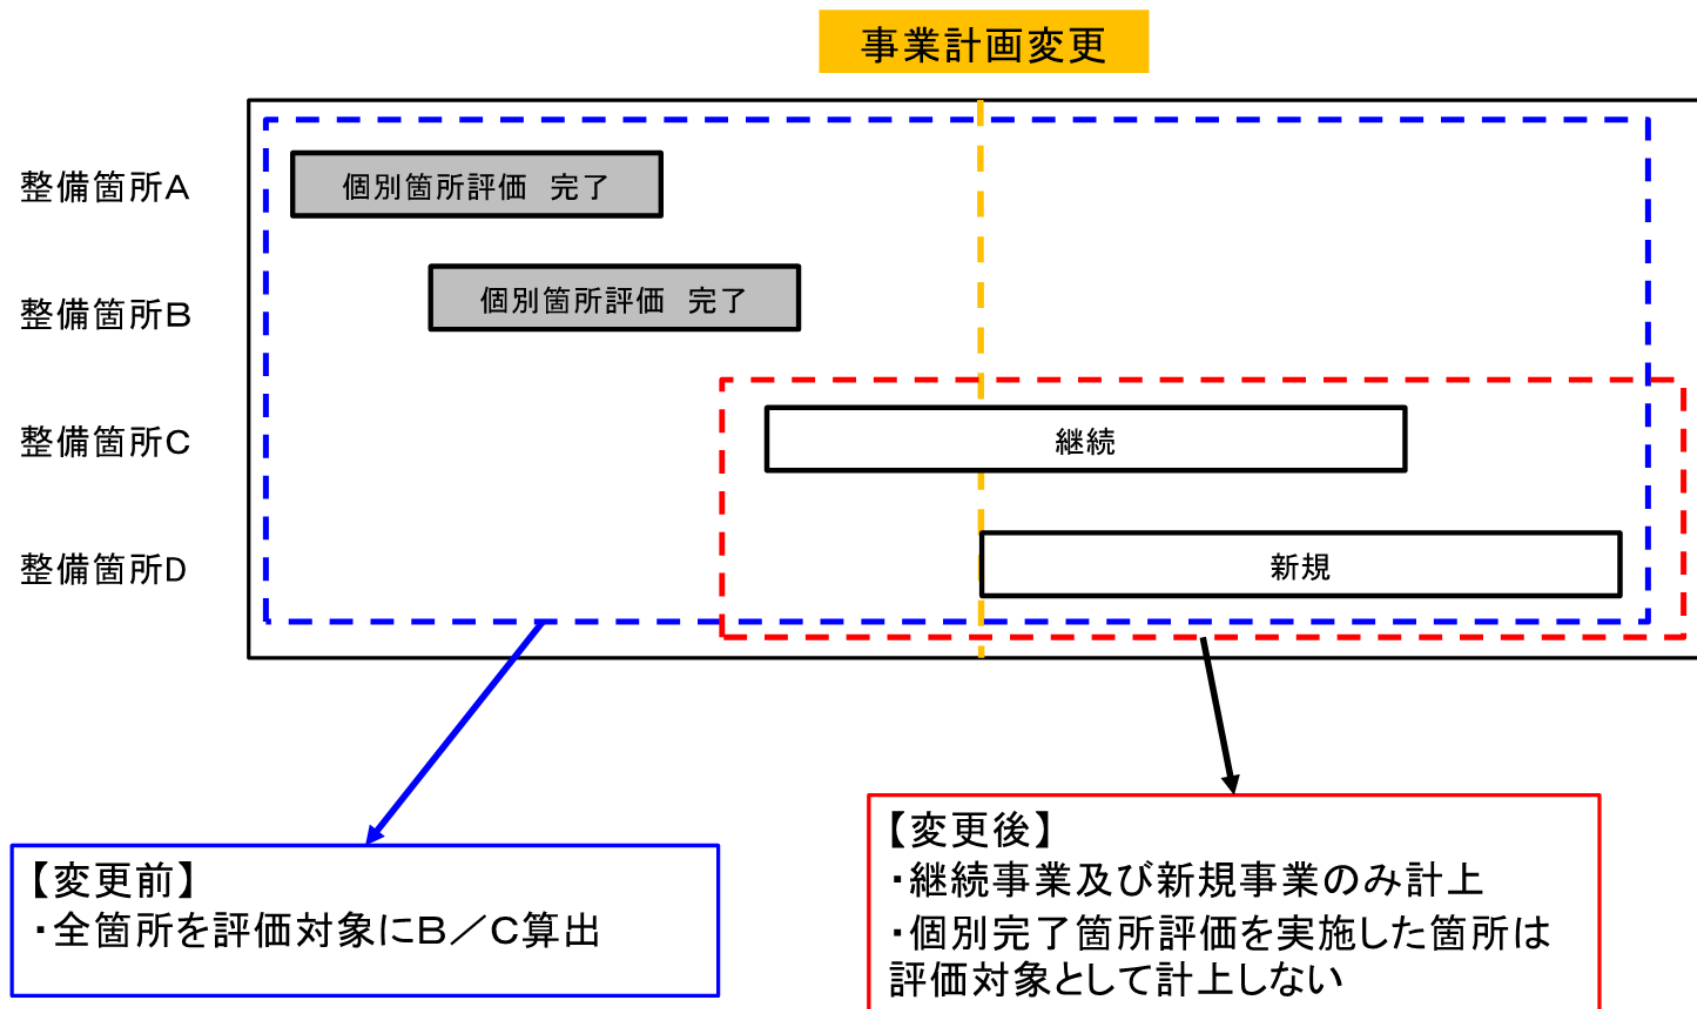 事業計画変更
整備箇所A
個別箇所評価　完了
整備箇所B
個別箇所評価　完了
整備箇所C
継続
整備箇所D
新規
【変更前】
・全箇所を評価対象にB／C算出
【変更後】
・継続事業及び新規事業のみ計上
・個別完了箇所評価を実施した箇所は
評価対象として計上しない